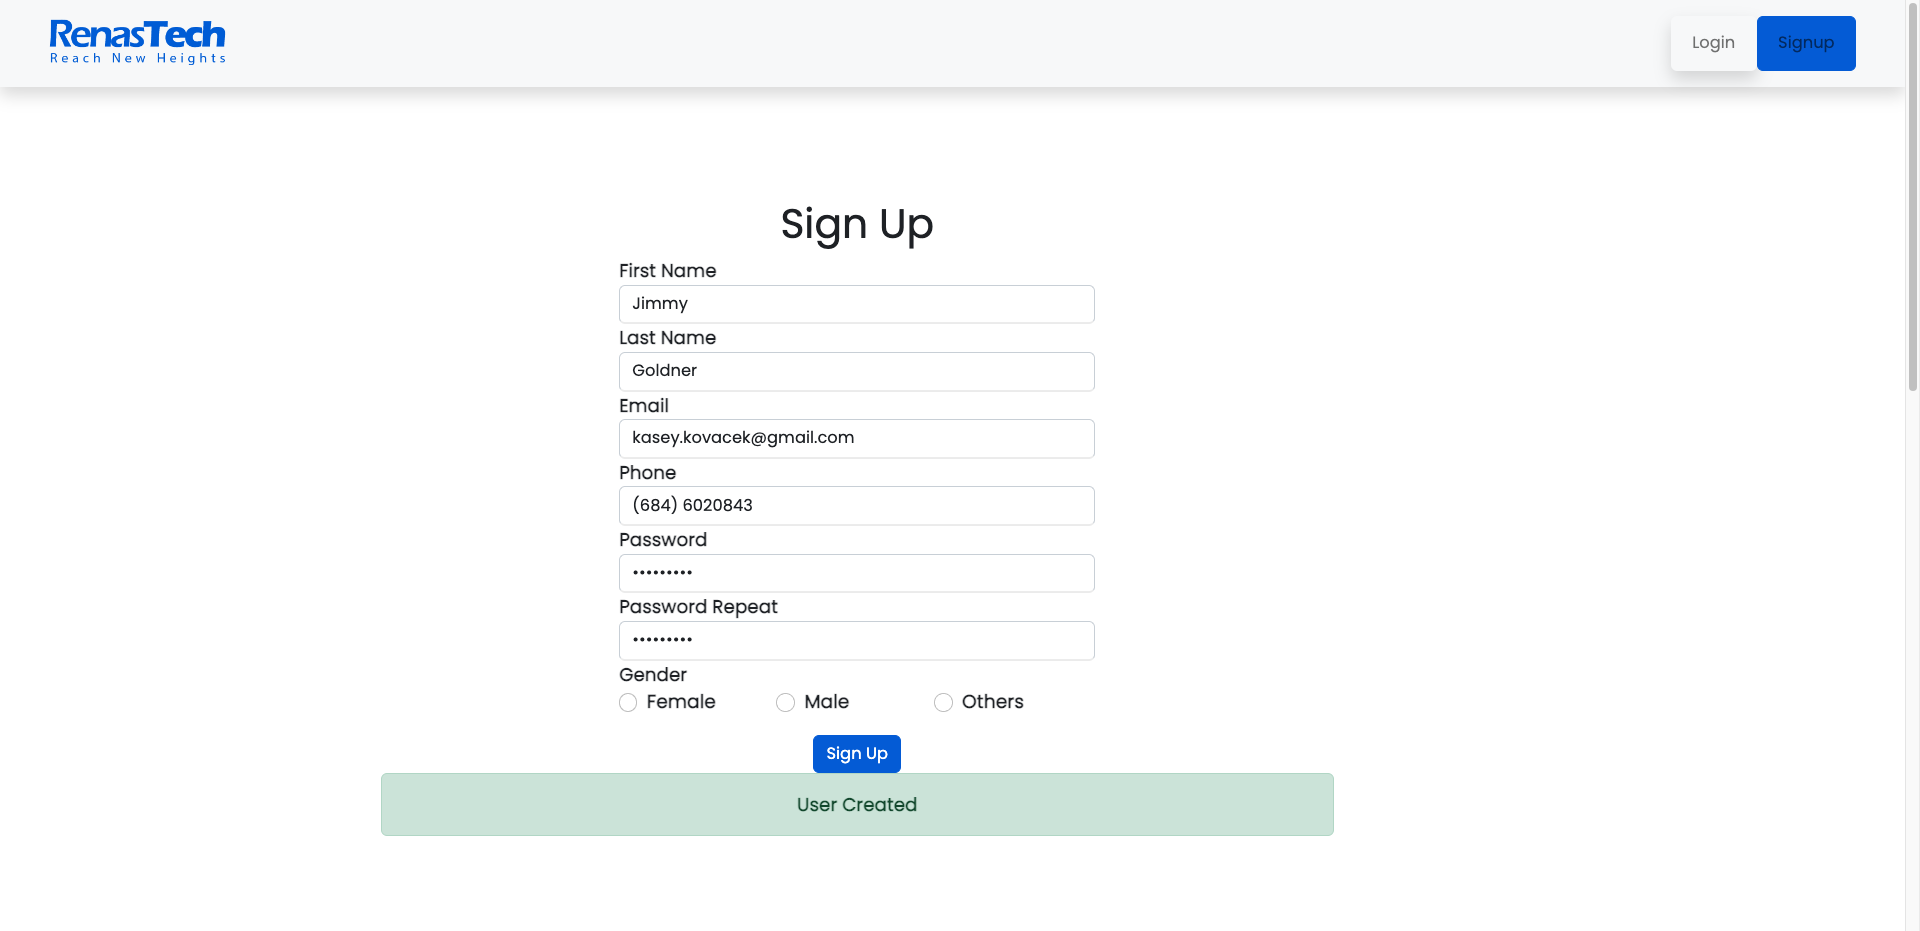 RenasTech
Reach New Heights
Login
Signup
Sign Up
First Name
Jimmy
Last Name
Goldner
Email
kasey.kovacek@gmail.com
Phone
(684) 6020843
Password
•••••••••
Password Repeat
•••••••••
Gender
Female Male Others
Sign Up
User Created